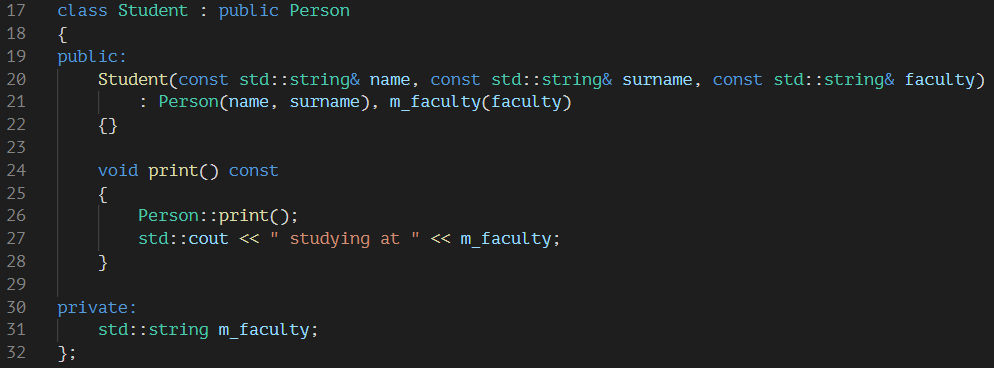 17 class Student : public Person
18 {
19 public:
20     Student(const std::string& name, const std::string& surname, const std::string& faculty)
21         : Person(name, surname), m_faculty(faculty)
22     {}
23
24     void print() const
25     {
26         Person::print();
27         std::cout << " studying at " << m_faculty;
28     }
29
30 private:
31     std::string m_faculty;
32 };